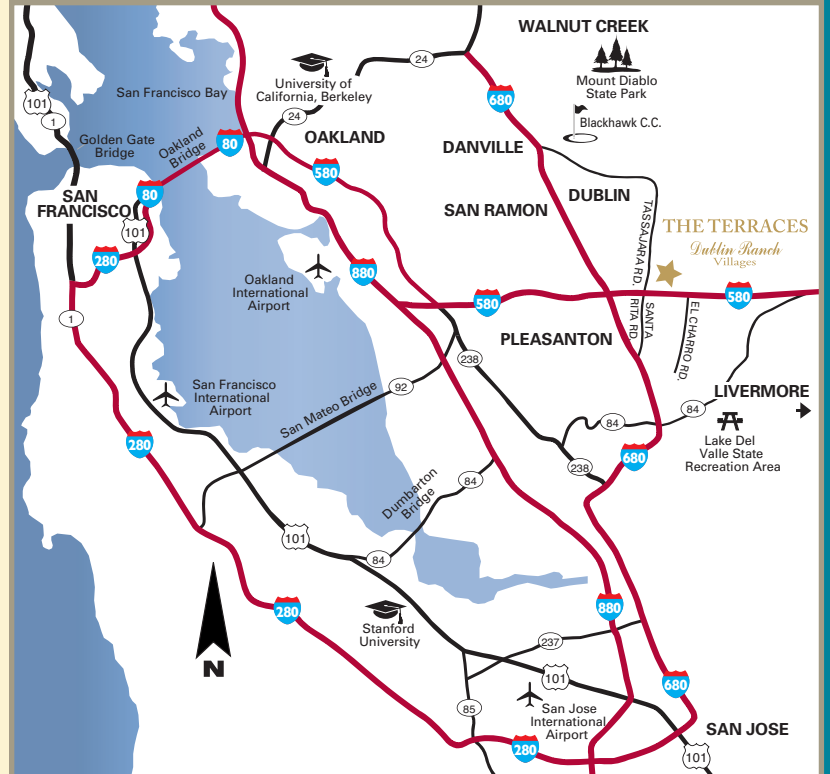 WALNUT CREEK
24
Mount Diablo
State Park
680
San Francisco Bay
University of
California, Berkeley
101
1
24
Blackhawk C.C.
Golden Gate
Bridge
Oakland
Bridge
80
OAKLAND
DANVILLE
580
80
SAN
FRANCISCO
DUBLIN
SAN RAMON
TASSAJARA RD.
THE TERRACES
Dublin Ranch
Villages
101
280
880
Oakland
International
Airport
580
580
1
SANTA
RITA RD.
EL CHARRO RD.
PLEASANTON
238
92
San Francisco
International
Airport
San Mateo Bridge
LIVERMORE
84
84
280
Lake Del
Valle State
Recreation Area
680
238
Dumbarton
Bridge
84
101
84
280
880
Stanford
University
237
101
680
85
San Jose
International
Airport
SAN JOSE
280
101
N